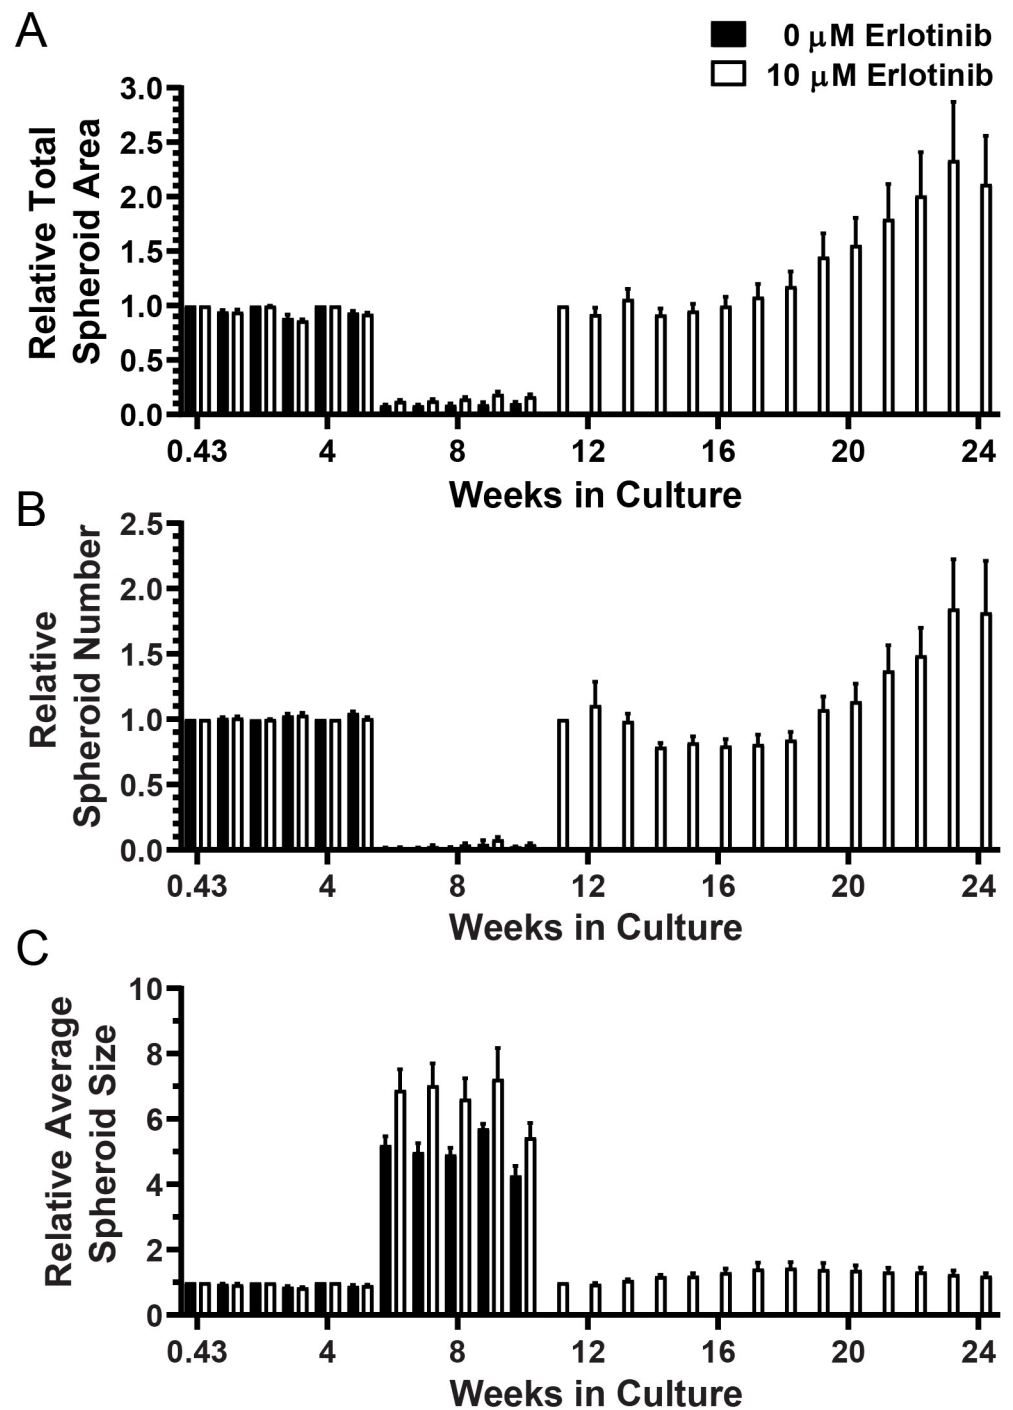 A
0 μM Erlotinib
10 μM Erlotinib
Relative Total
Spheroid Area
3.0
2.5
2.0
1.5
1.0
0.5
0.0
0.43 4 8 12 16 20 24
Weeks in Culture
B
Relative
Spheroid Number
2.5
2.0
1.5
1.0
0.5
0.0
0.43 4 8 12 16 20 24
Weeks in Culture
C
Relative Average
Spheroid Size
10
8
6
4
2
0
0.43 4 8 12 16 20 24
Weeks in Culture